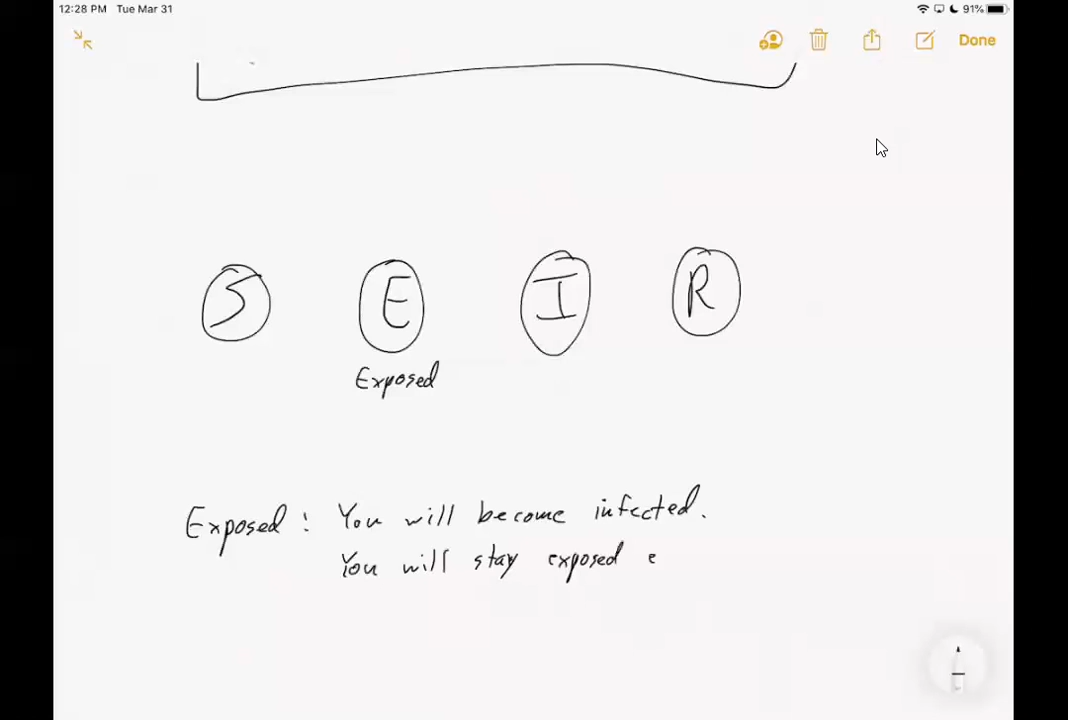 12:28 PM Tue Mar 31 91%
Done
S E I R
Exposed
Exposed: You will become infected.
You will stay exposed e